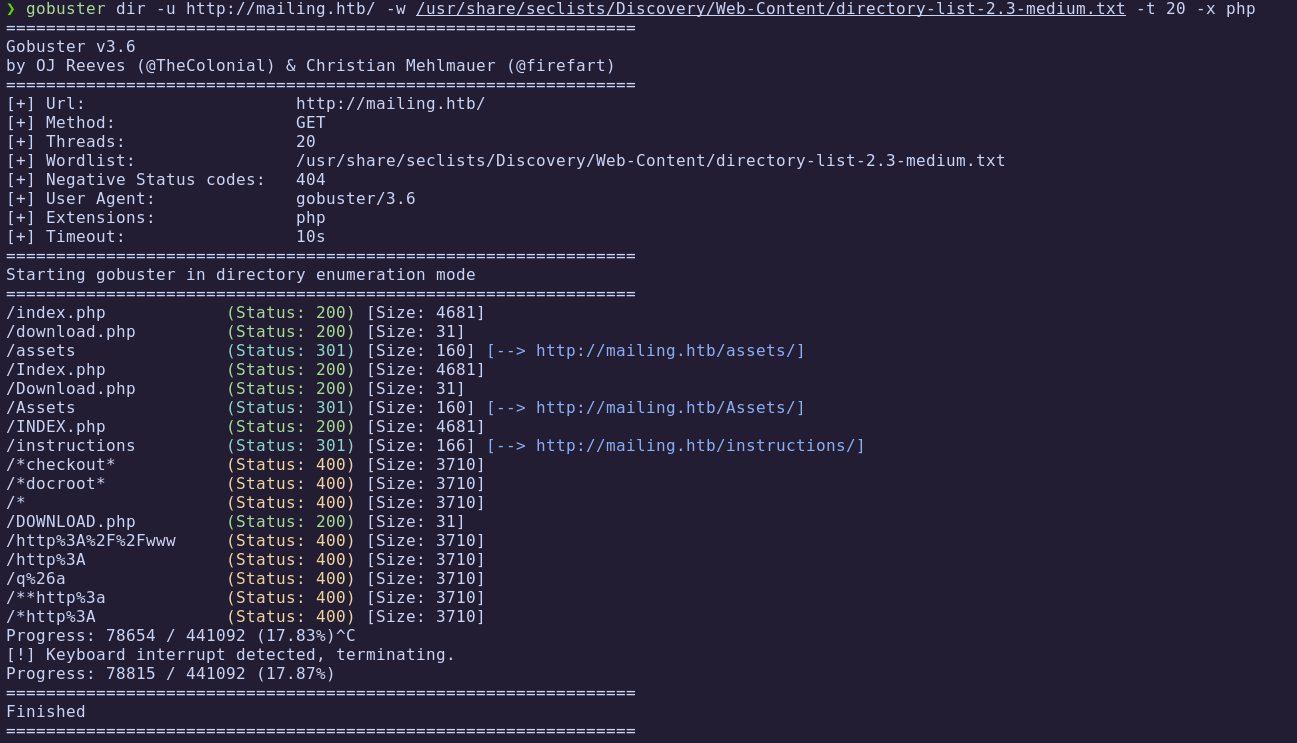 ❯ gobuster dir -u http://mailing.htb/ -w /usr/share/seclists/Discovery/Web-Content/directory-list-2.3-medium.txt -t 20 -x php
===============================================================
Gobuster v3.6
by OJ Reeves (@TheColonial) & Christian Mehlmauer (@firefart)
===============================================================
[+] Url:                     http://mailing.htb/
[+] Method:                  GET
[+] Threads:                 20
[+] Wordlist:                /usr/share/seclists/Discovery/Web-Content/directory-list-2.3-medium.txt
[+] Negative Status codes:   404
[+] User Agent:              gobuster/3.6
[+] Extensions:              php
[+] Timeout:                 10s
===============================================================
Starting gobuster in directory enumeration mode
===============================================================
/index.php            (Status: 200) [Size: 4681]
/download.php         (Status: 200) [Size: 31]
/assets               (Status: 301) [Size: 160] [--> http://mailing.htb/assets/]
/Index.php            (Status: 200) [Size: 4681]
/Download.php         (Status: 200) [Size: 31]
/Assets               (Status: 301) [Size: 160] [--> http://mailing.htb/Assets/]
/INDEX.php            (Status: 200) [Size: 4681]
/instructions         (Status: 301) [Size: 166] [--> http://mailing.htb/instructions/]
/*checkout*           (Status: 400) [Size: 3710]
/*docroot*            (Status: 400) [Size: 3710]
/*                    (Status: 400) [Size: 3710]
/DOWNLOAD.php         (Status: 200) [Size: 31]
/http%3A%2F%2Fwww     (Status: 400) [Size: 3710]
/http%3A              (Status: 400) [Size: 3710]
/q%26a                (Status: 400) [Size: 3710]
/**http%3a            (Status: 400) [Size: 3710]
/*http%3A             (Status: 400) [Size: 3710]
Progress: 78654 / 441092 (17.83%)^C
[!] Keyboard interrupt detected, terminating.
Progress: 78815 / 441092 (17.87%)
===============================================================
Finished
===============================================================